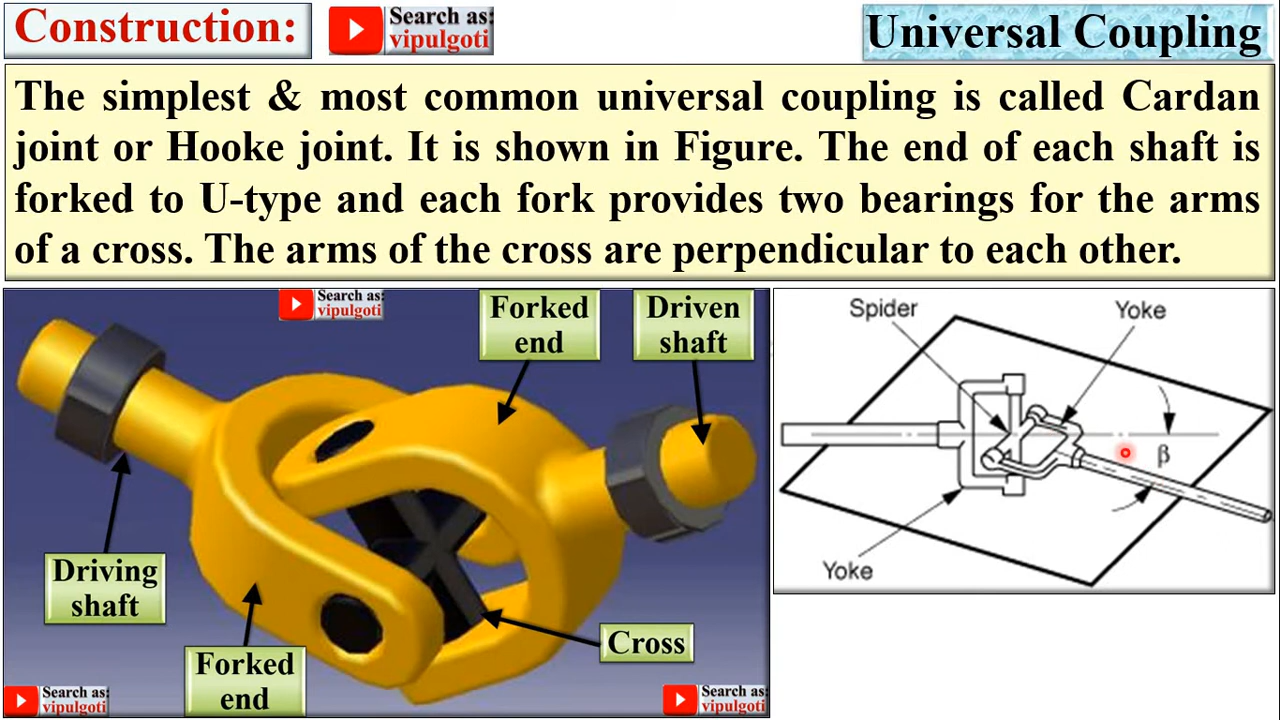 Construction:
Search as:
vipulgoti
Universal Coupling
The simplest & most common universal coupling is called Cardan
joint or Hooke joint. It is shown in Figure. The end of each shaft is
forked to U-type and each fork provides two bearings for the arms
of a cross. The arms of the cross are perpendicular to each other.
Search as:
vipulgoti
Forked
end
Driven
shaft
Driving
shaft
Forked
end
Cross
Search as:
vipulgoti
Search as:
vipulgoti
Spider
Yoke
β
Yoke